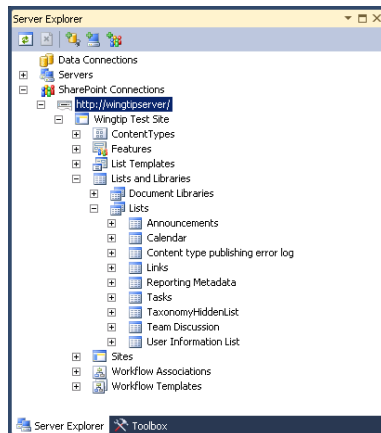 Server Explorer
Data Connections
Servers
SharePoint Connections
http://wingtipserver/
Wingtip Test Site
ContentTypes
Features
List Templates
Lists and Libraries
Document Libraries
Lists
Announcements
Calendar
Content type publishing error log
Links
Reporting Metadata
Tasks
TaxonomyHiddenList
Team Discussion
User Information List
Sites
Workflow Associations
Workflow Templates
Server Explorer Toolbox